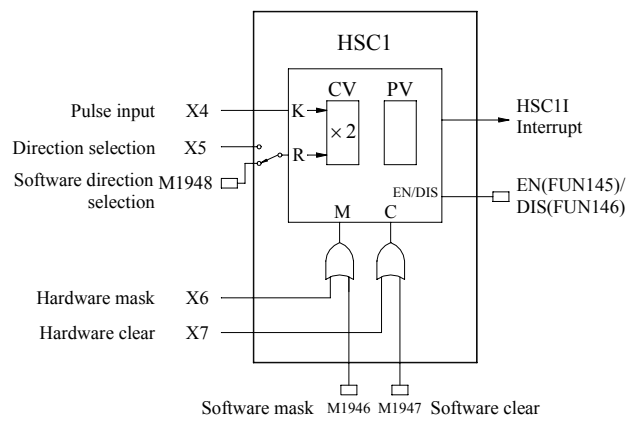 HSC1
CV PV
Pulse input X4 K × 2 HSC1I
Interrupt
Direction selection X5
R
Software direction M1948
selection
EN/DIS EN(FUN145)/
DIS(FUN146)
M C
Hardware mask X6
Hardware clear X7
Software mask M1946 M1947 Software clear